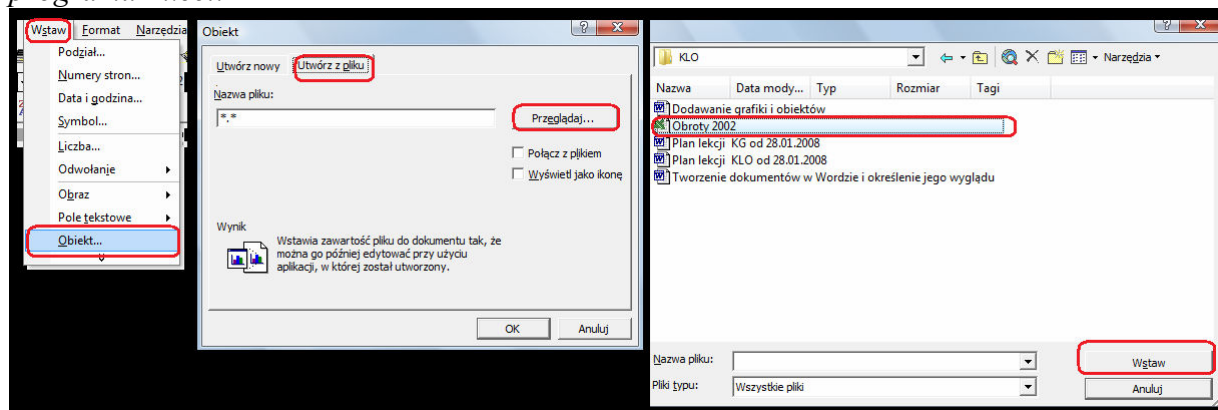 Wstaw Format Narzędzia
Podział...
Numery stron...
Data i godzina...
Symbol...
Liczba...
Odwołanie
Obraz
Pole tekstowe
Obiekt...
Obiekt
Utwórz nowy Utwórz z pliku
Nazwa pliku:
*.*
Przeglądaj...
Połącz z plikiem
Wyświetl jako ikonę
Wynik
Wstawia zawartość pliku do dokumentu tak, że
można go później edytować przy użyciu
aplikacji, w której został utworzony.
OK Anuluj
KLO
Narzędzia
Nazwa Data mody... Typ Rozmiar Tagi
Dodawanie grafiki i obiektów
Obroty 2002
Plan lekcji KG od 28.01.2008
Plan lekcji KLO od 28.01.2008
Tworzenie dokumentów w Wordzie i określenie jego wyglądu
Nazwa pliku:
Wstaw
Pliki typu: Wszystkie pliki
Anuluj